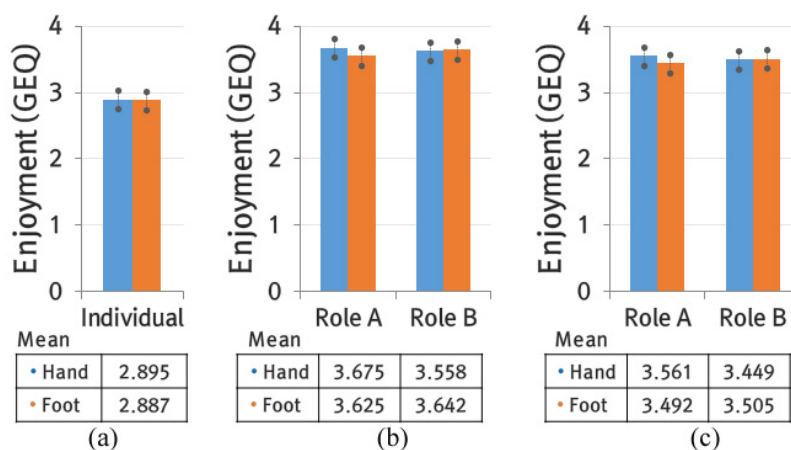 Enjoyment (GEQ)
4
3
2
1
0
Individual
Mean
Hand 2.895
Foot 2.887
(a)
Enjoyment (GEQ)
4
3
2
1
0
Role A Role B
Mean
Hand 3.675 3.558
Foot 3.625 3.642
(b)
Enjoyment (GEQ)
4
3
2
1
0
Role A Role B
Mean
Hand 3.561 3.449
Foot 3.492 3.505
(c)